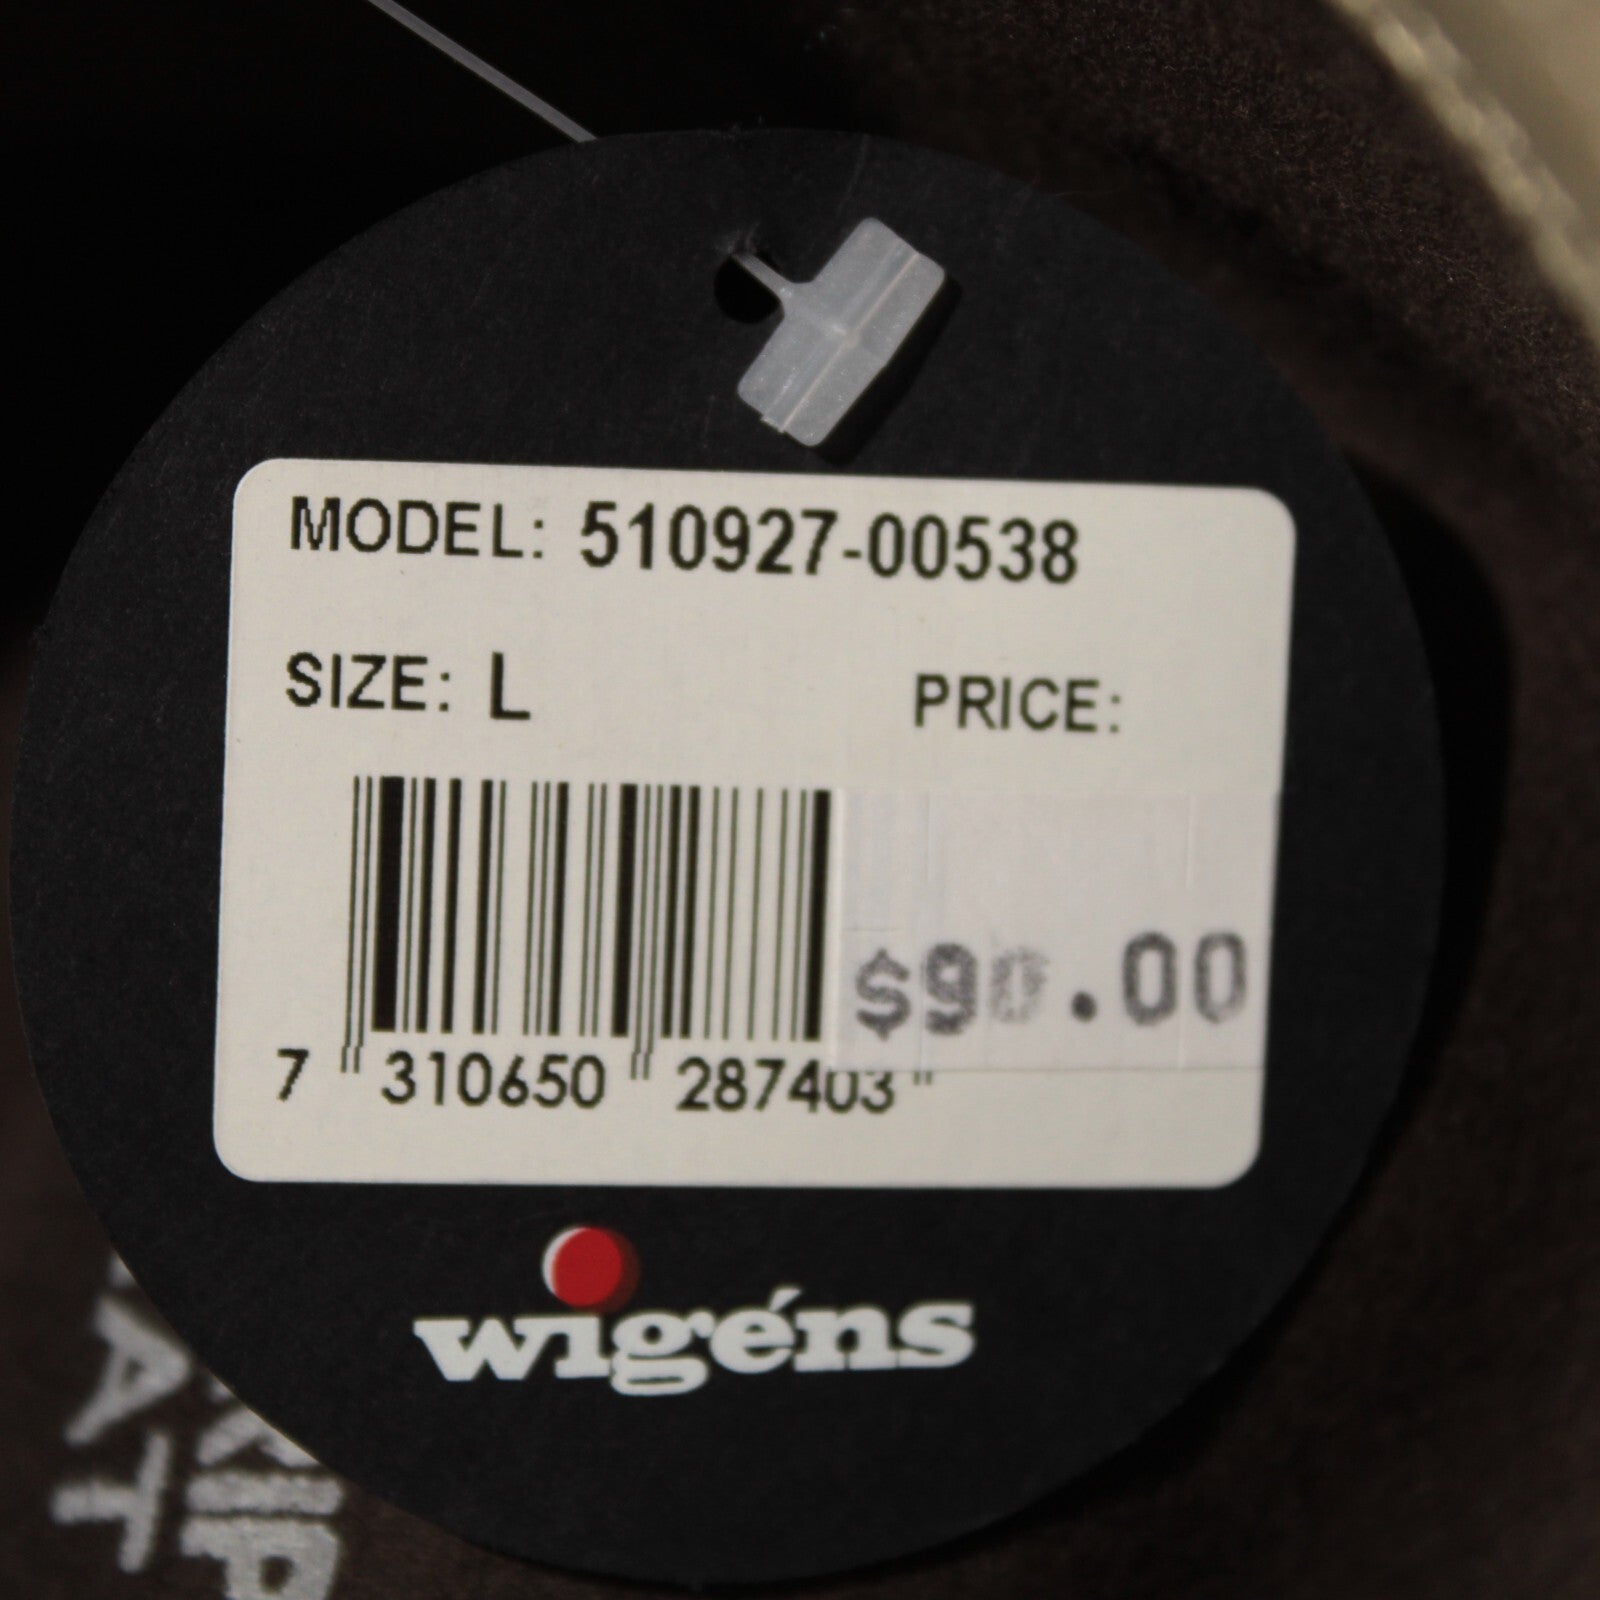 MODEL: 510927-00538
SIZE: L PRICE:
$90.00
7 310650 287403
wigéns